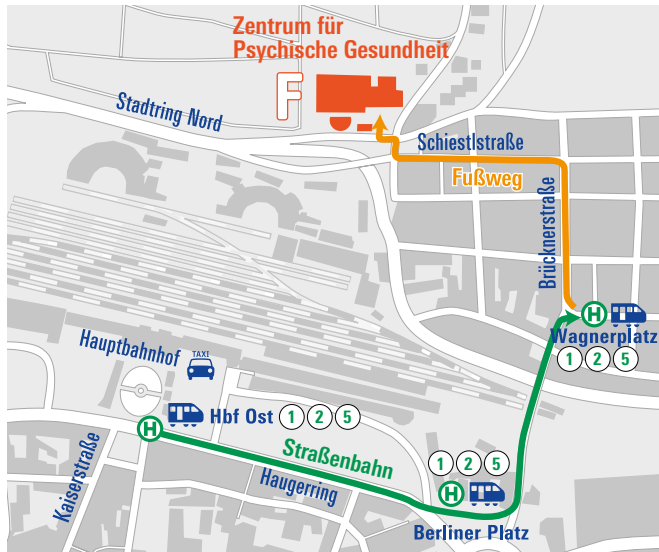 Zentrum für
Psychische Gesundheit
F
Stadtring Nord
Schiestlstraße
Fußweg
Brücknerstraße
H
Wagnerplatz
1 2 5
Hauptbahnhof
TAXI
H
Hbf Ost 1 2 5
Straßenbahn
Haugerring
Kaiserstraße
1 2 5
H
Berliner Platz